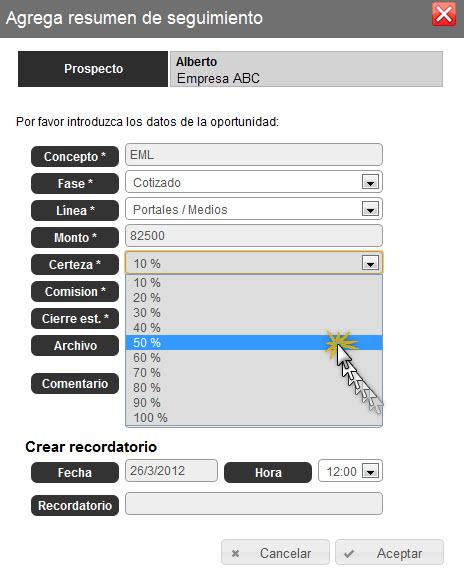 Agrega resumen de seguimiento
Prospecto
Alberto
Empresa ABC
Por favor introduzca los datos de la oportunidad:
Concepto * EML
Fase * Cotizado
Línea * Portales / Medios
Monto * 82500
Certeza * 10 %
10 %
Comision * 20 %
30 %
Cierre est. * 40 %
Archivo 50 %
60 %
70 %
Comentario 80 %
90 %
100 %
Crear recordatorio
Fecha 26/3/2012 Hora 12:00
Recordatorio
Cancelar Aceptar